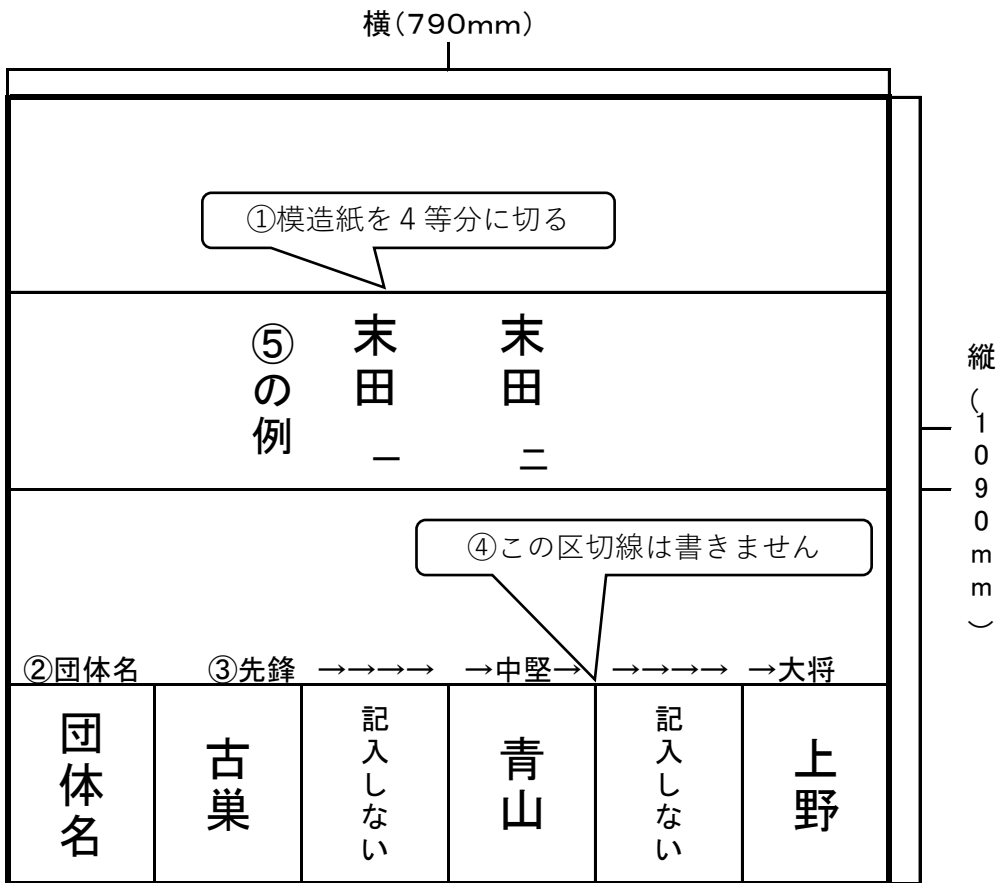 横(790mm)
①模造紙を4等分に切る
⑤の例
末田 一
末田 二
縦(1090mm)
④この区切線は書きません
②団体名 ③先鋒 →→→→ →中堅→ →→→→ →大将
団体名
古巣
記入しない
青山
記入しない
上野